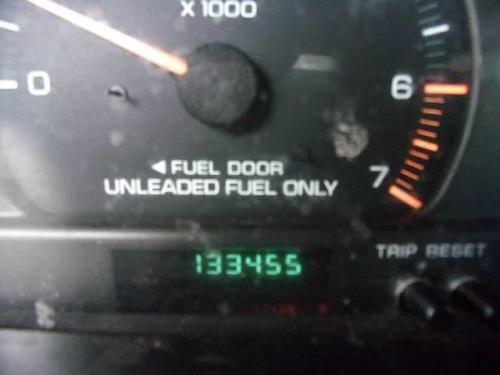 X 1000
0
6
7
◄ FUEL DOOR
UNLEADED FUEL ONLY
133455
TRIP RESET